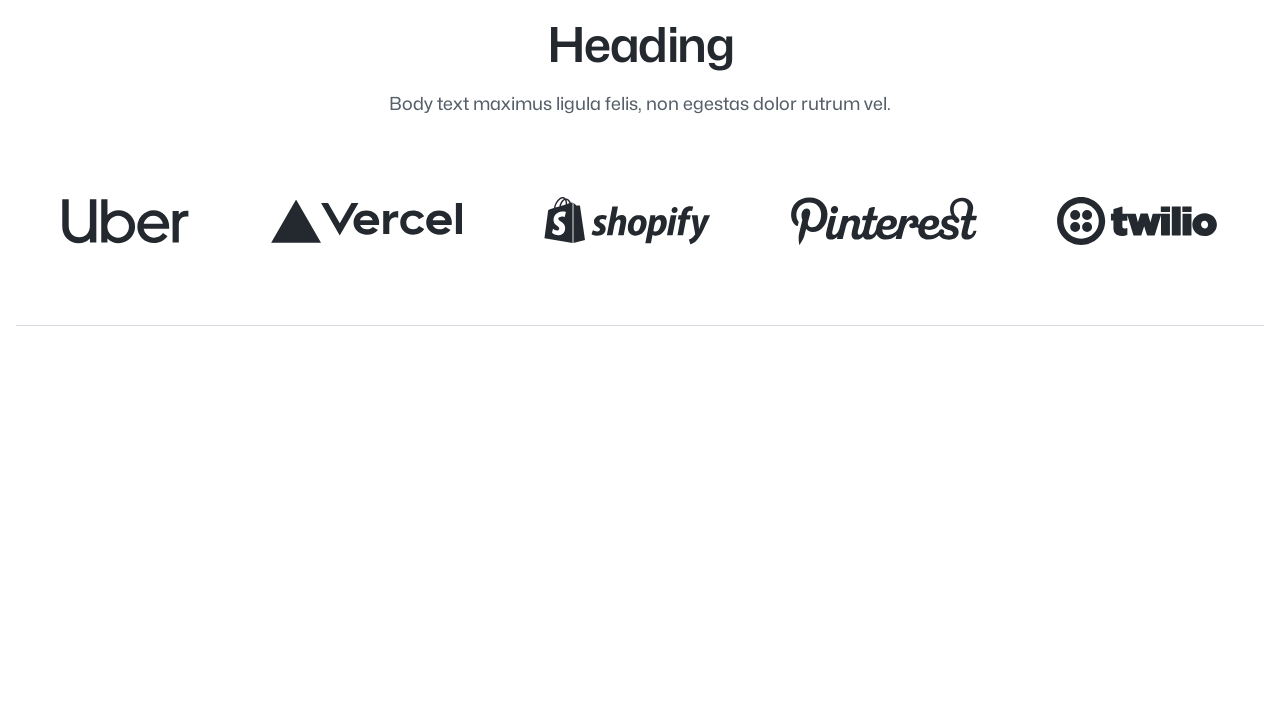 Heading
Body text maximus ligula felis, non egestas dolor rutrum vel.
Uber Vercel shopify Pinterest twilio